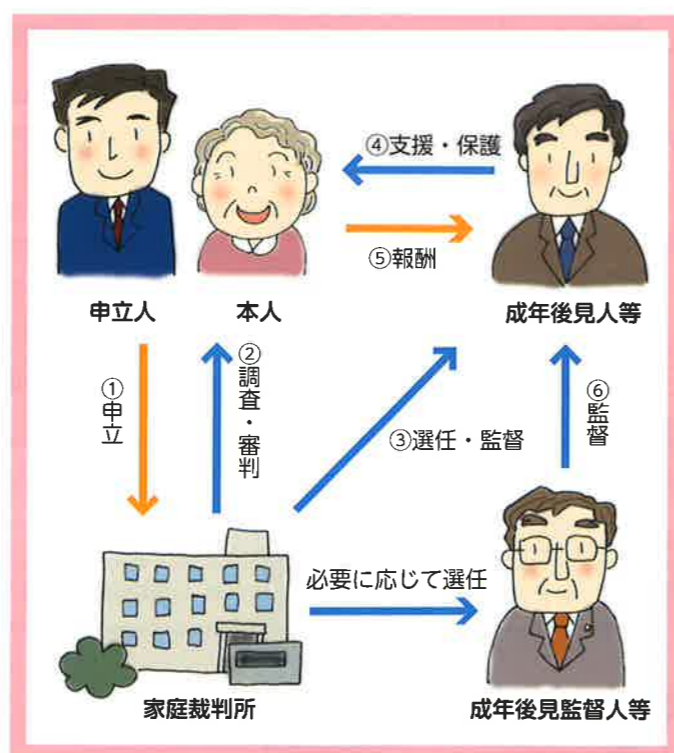 ④支援・保護
⑤報酬
申立人
本人
成年後見人等
①申立
②調査・審判
③選任・監督
⑥監督
必要に応じて選任
家庭裁判所
成年後見監督人等